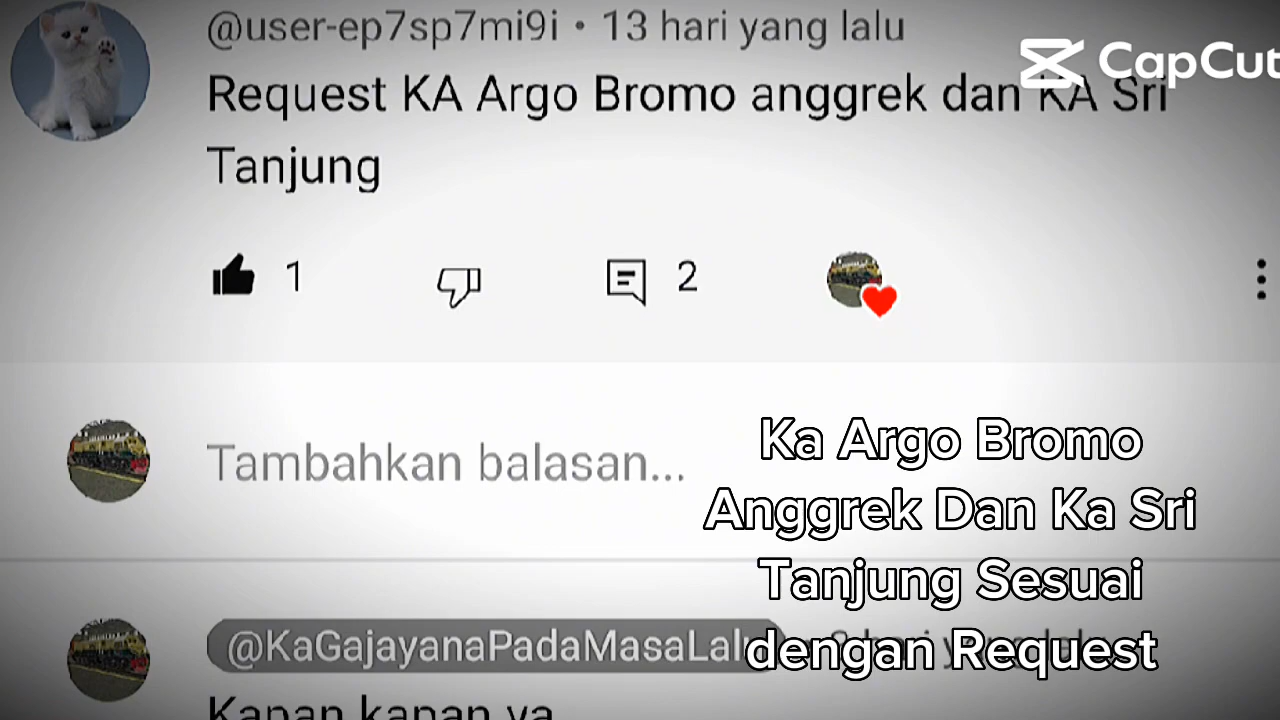 @user-ep7sp7mi9i • 13 hari yang lalu
CapCut
Request KA Argo Bromo anggrek dan KA Sri
Tanjung
1
2
Tambahkan balasan...
Ka Argo Bromo
Anggrek Dan Ka Sri
Tanjung Sesuai
dengan Request
@KaGajayanaPadaMasaLalu
Kapan kapan ya